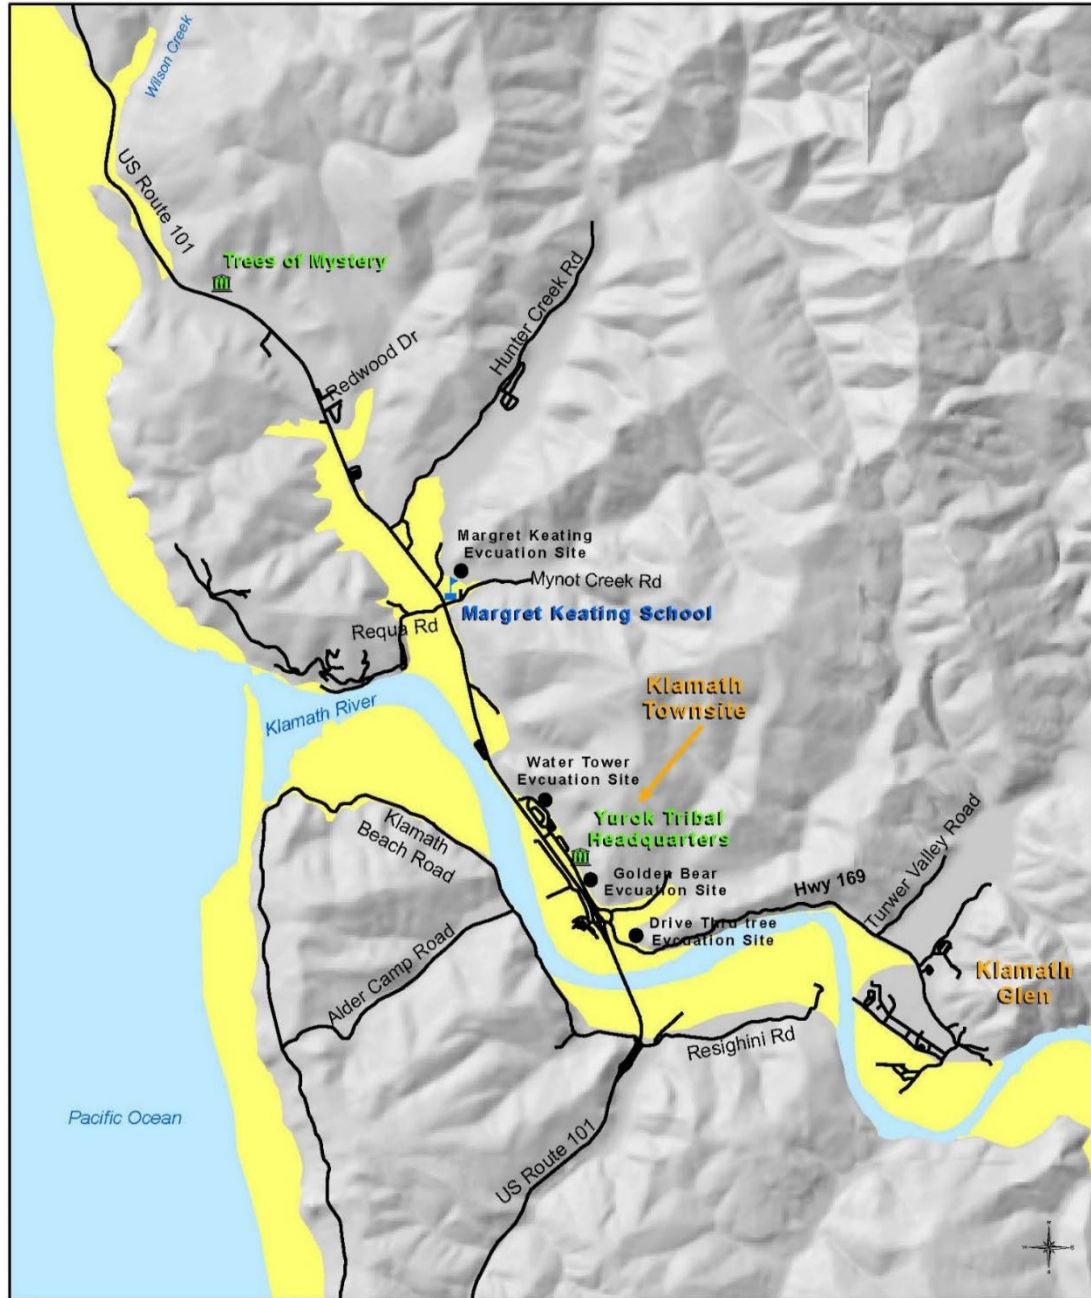 Wilson Creek
US Route 101
Trees of Mystery
Hunter Creek Rd
Redwood Dr
Margret Keating
Evcuation Site
Mynot Creek Rd
Margret Keating School
Requa Rd
Klamath
Townsite
Klamath River
Water Tower
Evcuation Site
Yurok Tribal
Headquarters
Klamath
Beach Road
Golden Bear
Evcuation Site
Hwy 169
Turwer Valley Road
Drive Thru tree
Evcuation Site
Alder Camp Road
Klamath
Glen
Resighini Rd
Pacific Ocean
US Route 101